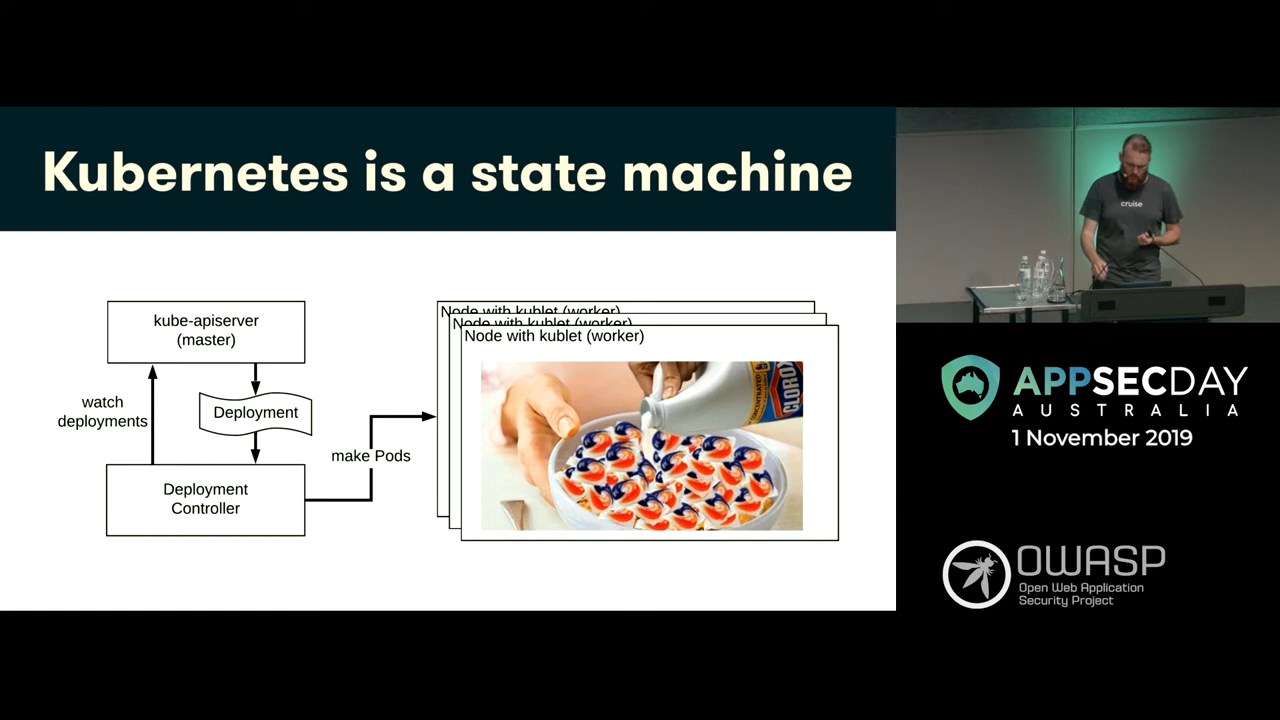 Kubernetes is a state machine
kube-apiserver
(master)
watch
deployments
Deployment
Deployment
Controller
make Pods
Node with kublet (worker)
Node with kublet (worker)
Node with kublet (worker)
CONCENTRATED
CLOROX
cruise
APPSECDAY
AUSTRALIA
1 November 2019
OWASP
Open Web Application
Security Project